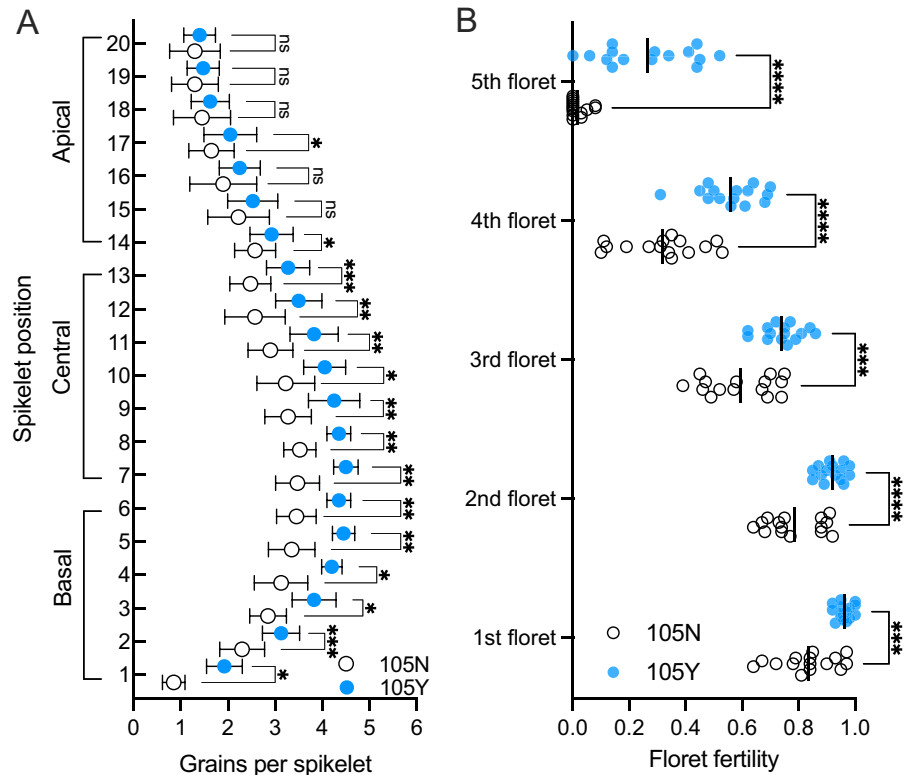 A
Spikelet position
Apical
Central
Basal
20 ns
19 ns
18 ns
17 *
16 ns
15 ns
14 *
13 ***
12 **
11 **
10 *
9 **
8 **
7 **
6 **
5 **
4 *
3 *
2 ***
1 *
105N
105Y
0 1 2 3 4 5 6
Grains per spikelet
B
5th floret ****
4th floret ****
3rd floret ***
2nd floret ****
1st floret ***
105N
105Y
0.0 0.2 0.4 0.6 0.8 1.0
Floret fertility